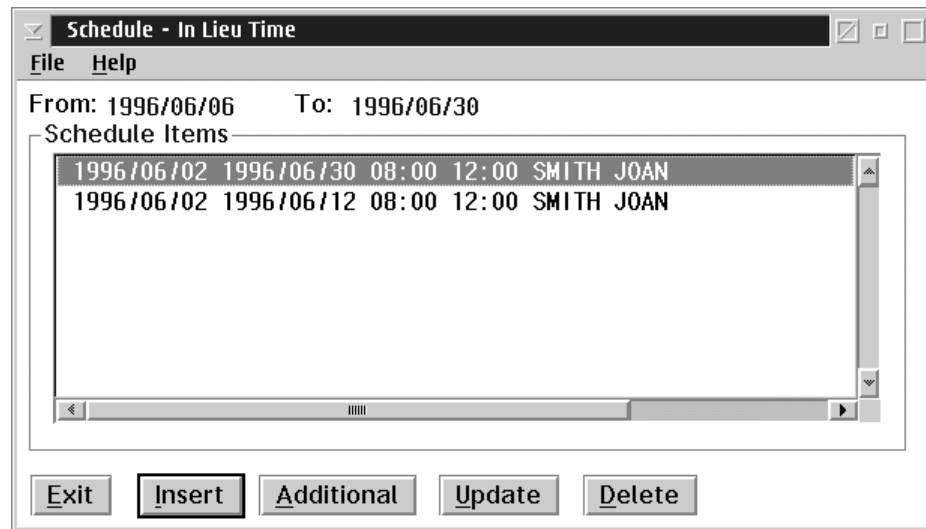 Schedule - In Lieu Time
File Help
From: 1996/06/06 To: 1996/06/30
Schedule Items
1996/06/02 1996/06/30 08:00 12:00 SMITH JOAN
1996/06/02 1996/06/12 08:00 12:00 SMITH JOAN
Exit Insert Additional Update Delete